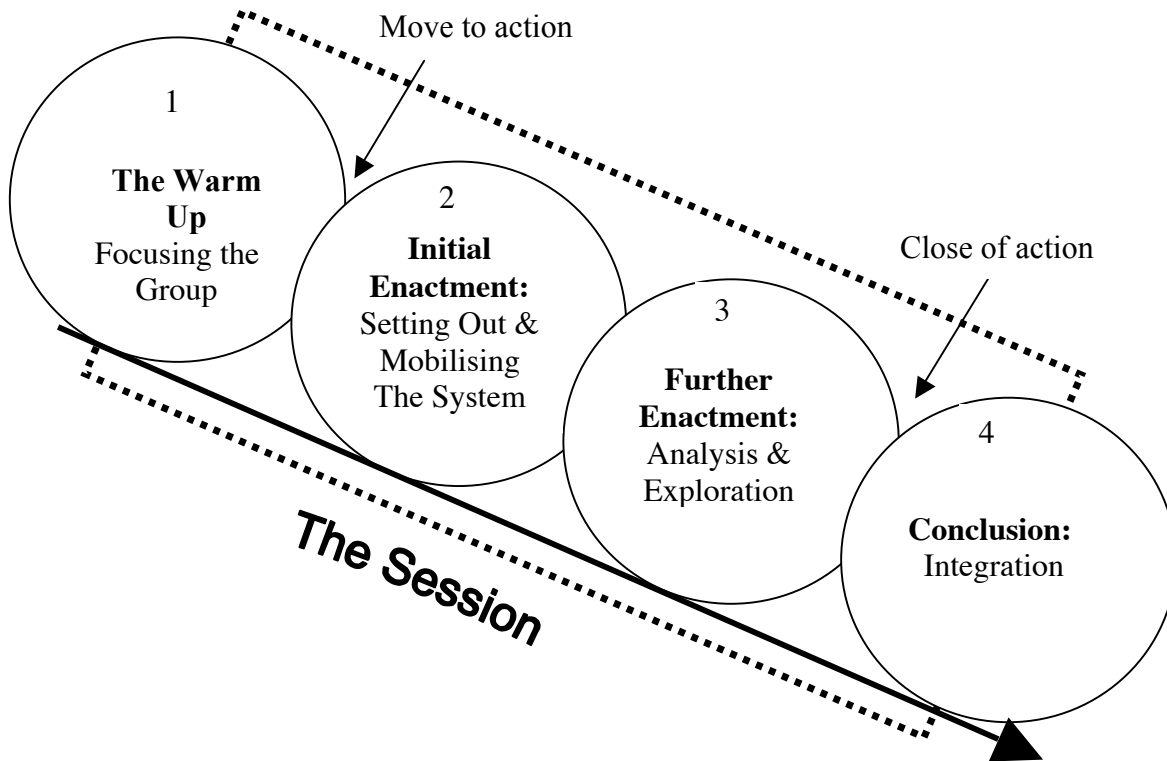 Move to action
1
The Warm
Up
Focusing the
Group
2
Initial
Enactment:
Setting Out &
Mobilising
The System
Close of action
3
Further
Enactment:
Analysis &
Exploration
4
Conclusion:
Integration
The Session